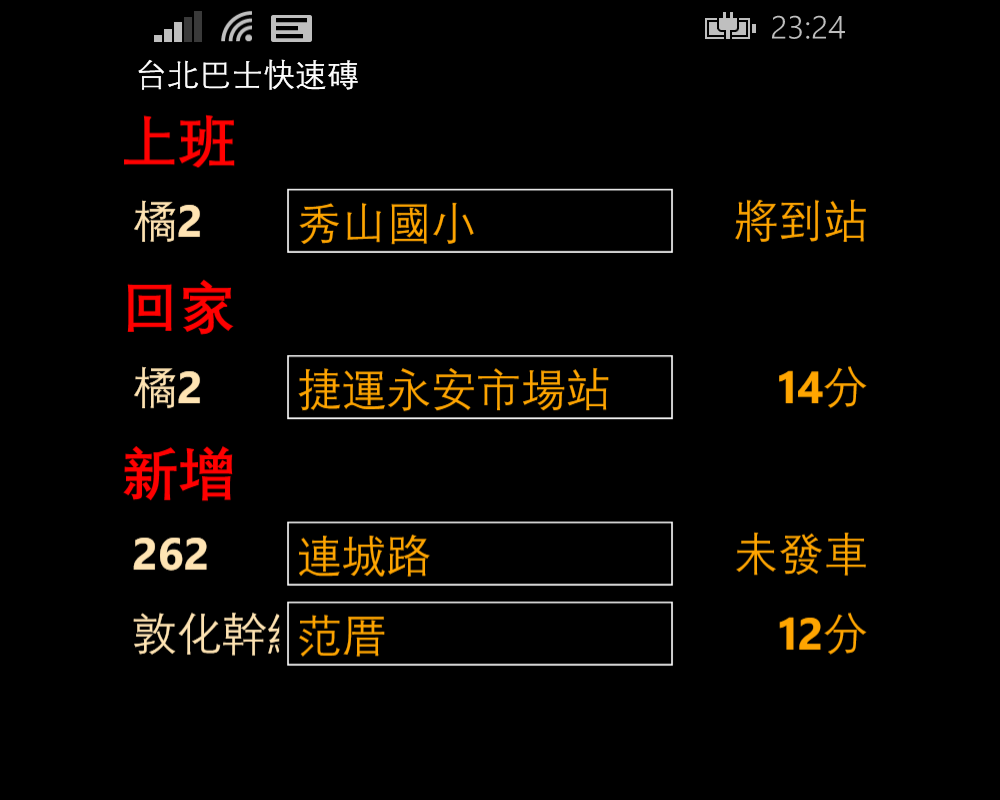 23:24
台北巴士快速磚
上班
橘2 秀山國小 將到站
回家
橘2 捷運永安市場站 14分
新增
262 連城路 未發車
敦化幹 范厝 12分